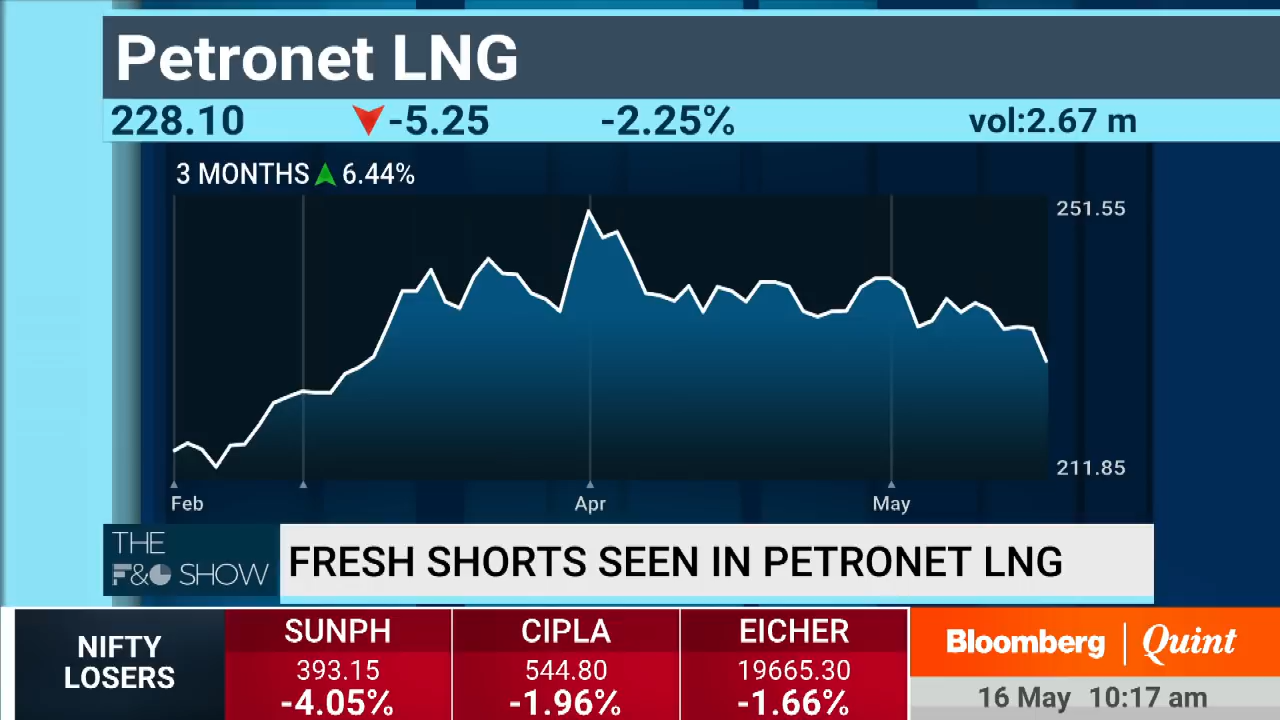 Petronet LNG
228.10 -5.25 -2.25% vol:2.67 m
3 MONTHS 6.44%
251.55
211.85
Feb Apr May
THE
F&O SHOW
FRESH SHORTS SEEN IN PETRONET LNG
NIFTY
LOSERS
SUNPH
393.15
-4.05%
CIPLA
544.80
-1.96%
EICHER
19665.30
-1.66%
Bloomberg | Quint
16 May 10:17 am